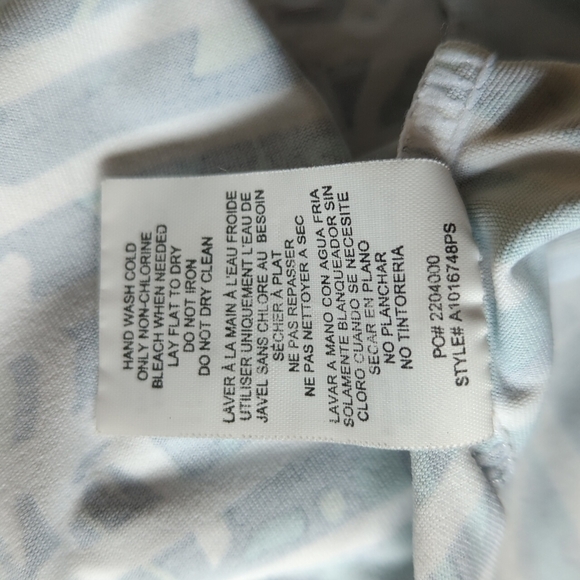 HAND WASH COLD
ONLY NON-CHLORINE
BLEACH WHEN NEEDED
LAY FLAT TO DRY
DO NOT IRON
DO NOT DRY CLEAN
LAVER À LA MAIN À L'EAU FROIDE
UTILISER UNIQUEMENT L'EAU DE
JAVEL SANS CHLORE AU BESOIN
SÉCHER À PLAT
NE PAS REPASSER
NE PAS NETTOYER A SEC
LAVAR A MANO CON AGUA FRIA
SOLAMENTE BLANQUEADOR SIN
CLORO CUANDO SE NECESITE
SECAR EN PLANO
NO PLANCHAR
NO TINTORERIA
PO# 2204000
STYLE# A1016748PS